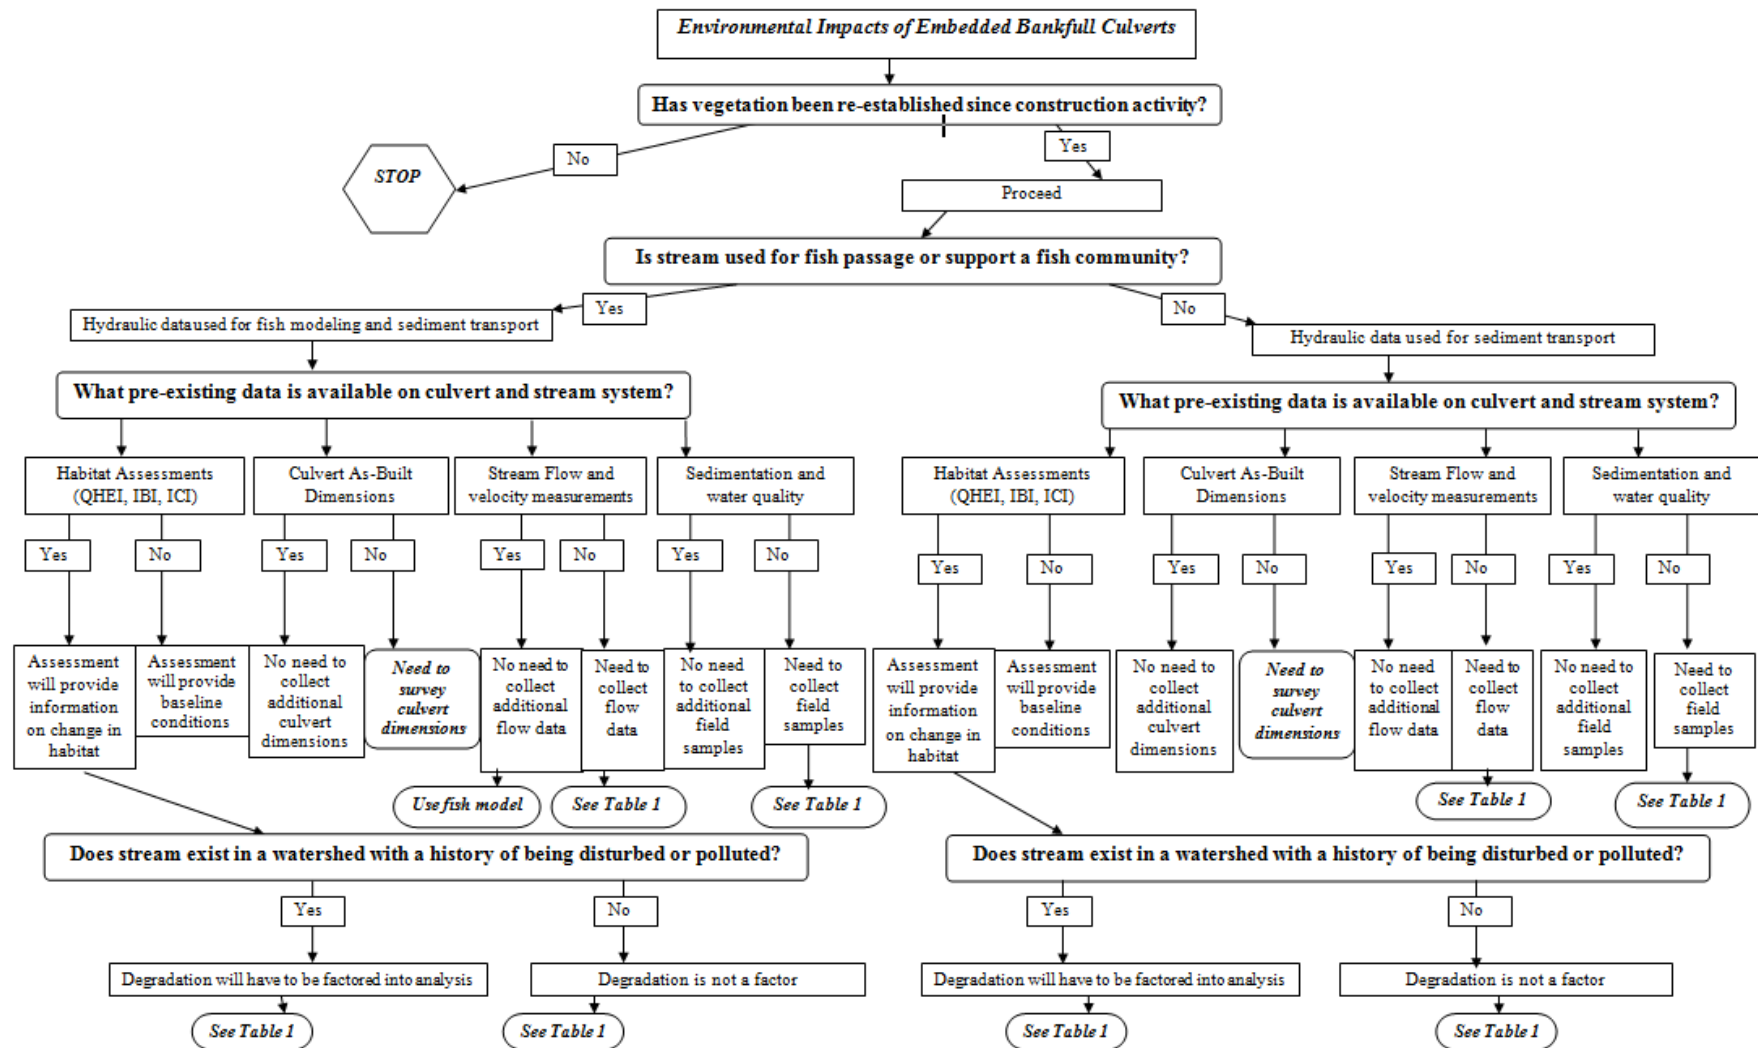 Environmental Impacts of Embedded Bankfull Culverts
Has vegetation been re-established since construction activity?
No
Yes
STOP
Proceed
Is stream used for fish passage or support a fish community?
Yes
No
Hydraulic dataused for fish modeling and sediment transport
Hydraulic data used for sediment transport
What pre-existing data is available on culvert and stream system?
What pre-existing data is available on culvert and stream system?
Habitat Assessments
(QHEI, IBI, ICI)
Culvert As-Built
Dimensions
Stream Flow and
velocity measurements
Sedimentation and
water quality
Habitat Assessments
(QHEI, IBI, ICI)
Culvert As-Built
Dimensions
Stream Flow and
velocity measurements
Sedimentation and
water quality
Yes
No
Yes
No
Yes
No
Yes
No
Yes
No
Yes
No
Yes
No
Yes
No
Assessment
will provide
information
on change in
habitat
Assessment
will provide
baseline
conditions
No need to
collect
additional
culvert
dimensions
Need to
survey
culvert
dimensions
No need to
collect
additional
flow data
Need to
collect
flow
data
No need
to collect
additional
field
samples
Need to
collect
field
samples
Assessment
will provide
information
on change in
habitat
Assessment
will provide
baseline
conditions
No need to
collect
additional
culvert
dimensions
Need to
survey
culvert
dimensions
No need
to collect
additional
flow data
Need to
collect
flow
data
No need to
collect
additional
field
samples
Need to
collect
field
samples
Use fish model
See Table 1
See Table 1
See Table 1
See Table 1
Does stream exist in a watershed with a history of being disturbed or polluted?
Does stream exist in a watershed with a history of being disturbed or polluted?
Yes
No
Yes
No
Degradation will have to be factored into analysis
Degradation is not a factor
Degradation will have to be factored into analysis
Degradation is not a factor
See Table 1
See Table 1
See Table 1
See Table 1